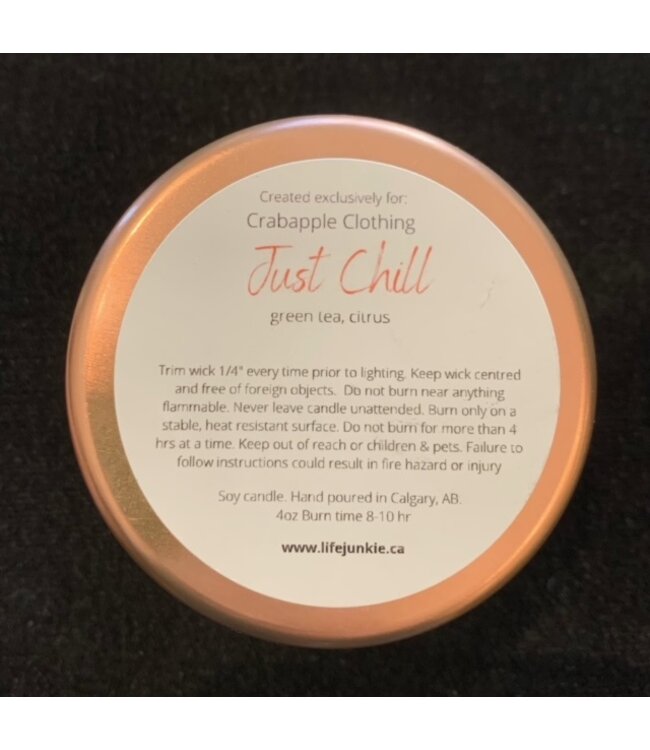 Created exclusively for:
Crabapple Clothing
Just Chill
green tea, citrus
Trim wick 1/4" every time prior to lighting. Keep wick centred
and free of foreign objects. Do not burn near anything
flammable. Never leave candle unattended. Burn only on a
stable, heat resistant surface. Do not burn for more than 4
hrs at a time. Keep out of reach or children & pets. Failure to
follow instructions could result in fire hazard or injury
Soy candle. Hand poured in Calgary, AB.
4oz Burn time 8-10 hr
www.lifejunkie.ca